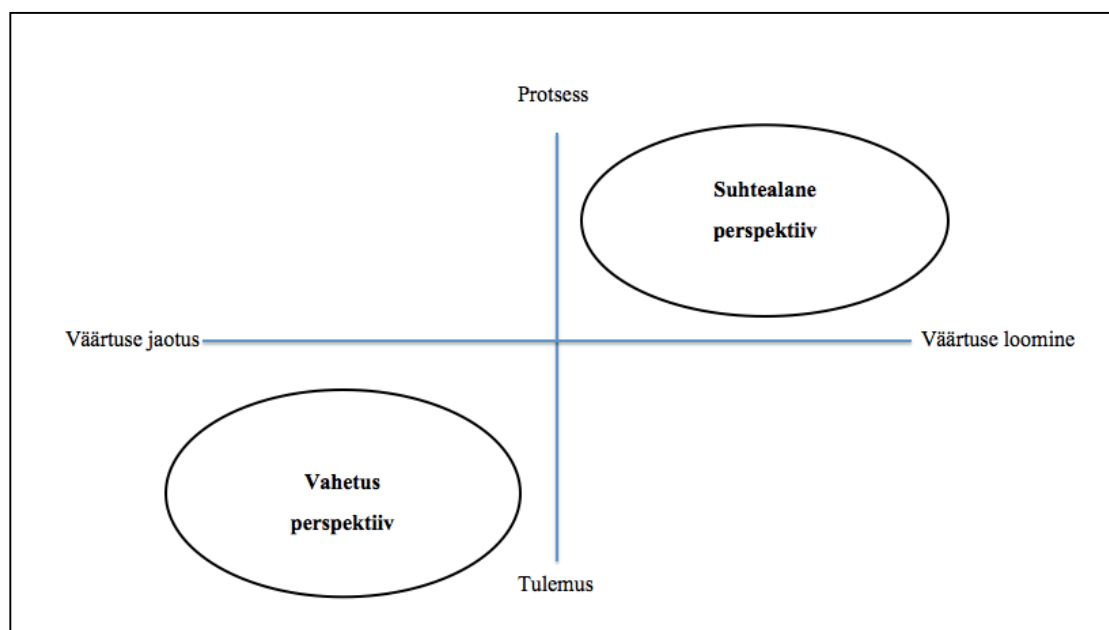 Protsess
Suhtealane
perspektiiv
Väärtuse jaotus
Väärtuse loomine
Vahetus
perspektiiv
Tulemus